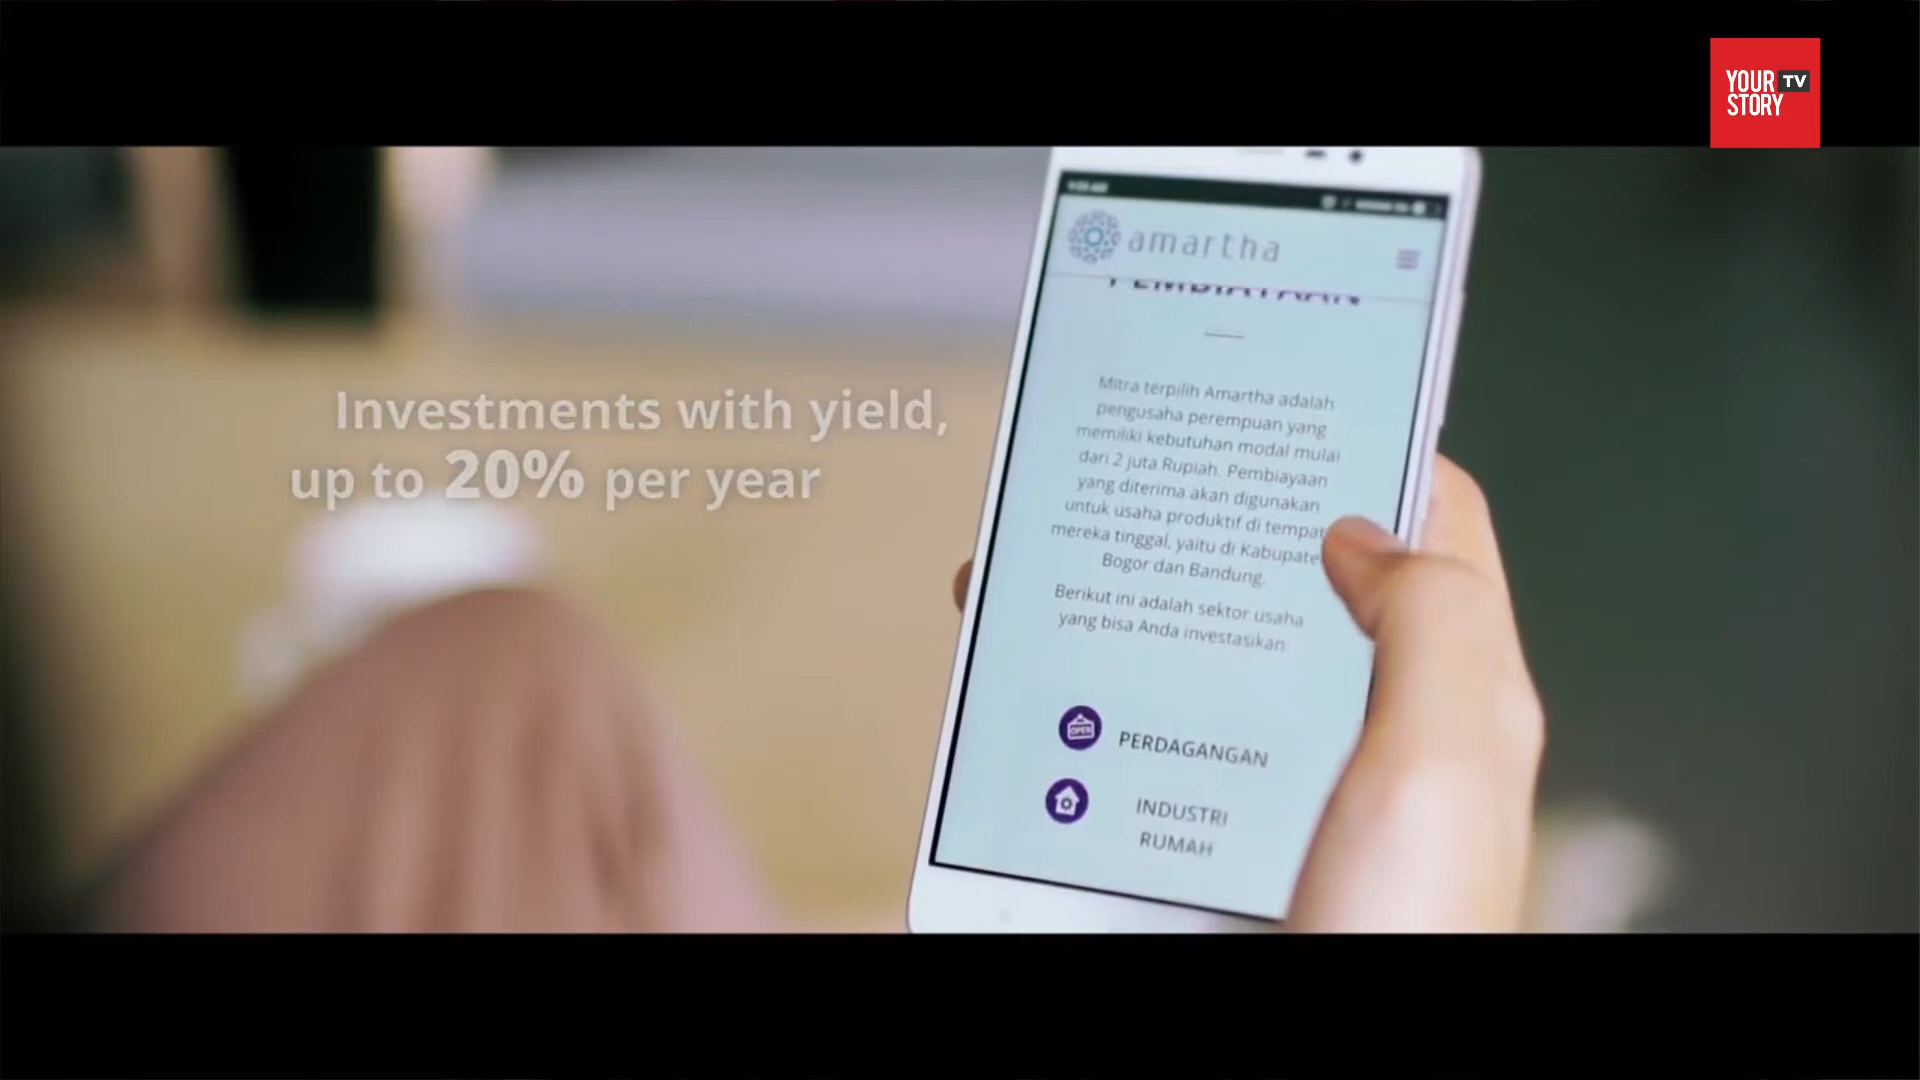 YOUR TV
STORY
amartha
PEMBIAYAAN
Investments with yield,
up to 20% per year
Mitra terpilih Amartha adalah
pengusaha perempuan yang
memiliki kebutuhan modal mulai
dari 2 juta Rupiah. Pembiayaan
yang diterima akan digunakan
untuk usaha produktif di tempat
mereka tinggal, yaitu di Kabupate
Bogor dan Bandung.
Berikut ini adalah sektor usaha
yang bisa Anda investasikan:
OPEN
PERDAGANGAN
INDUSTRI
RUMAH